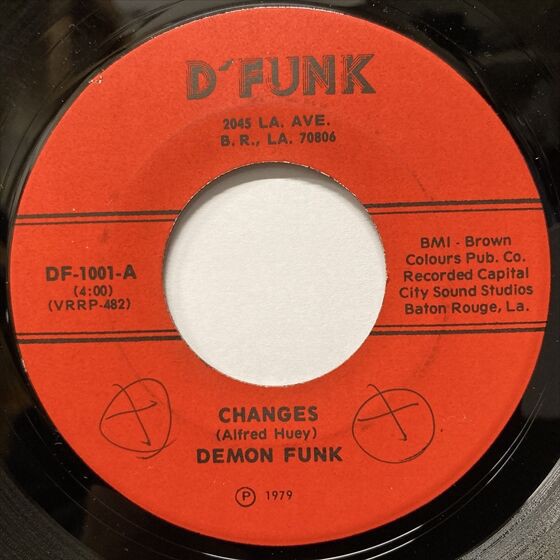 D'FUNK
2045 LA. AVE.
B. R., LA. 70806
DF-1001-A
(4:00)
(VRRP-482)
BMI - Brown
Colours Pub. Co.
Recorded Capital
City Sound Studios
Baton Rouge, La.
CHANGES
(Alfred Huey)
DEMON FUNK
Ⓟ 1979